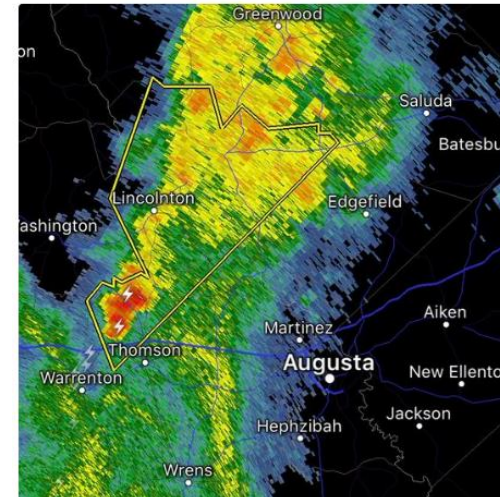 Greenwood
on
Saluda
Batesbu
Lincolnton
Edgefield
ashington
Aiken
Martinez
Thomson
Augusta
Warrenton
New Ellento
Jackson
Hephzibah
Wrens